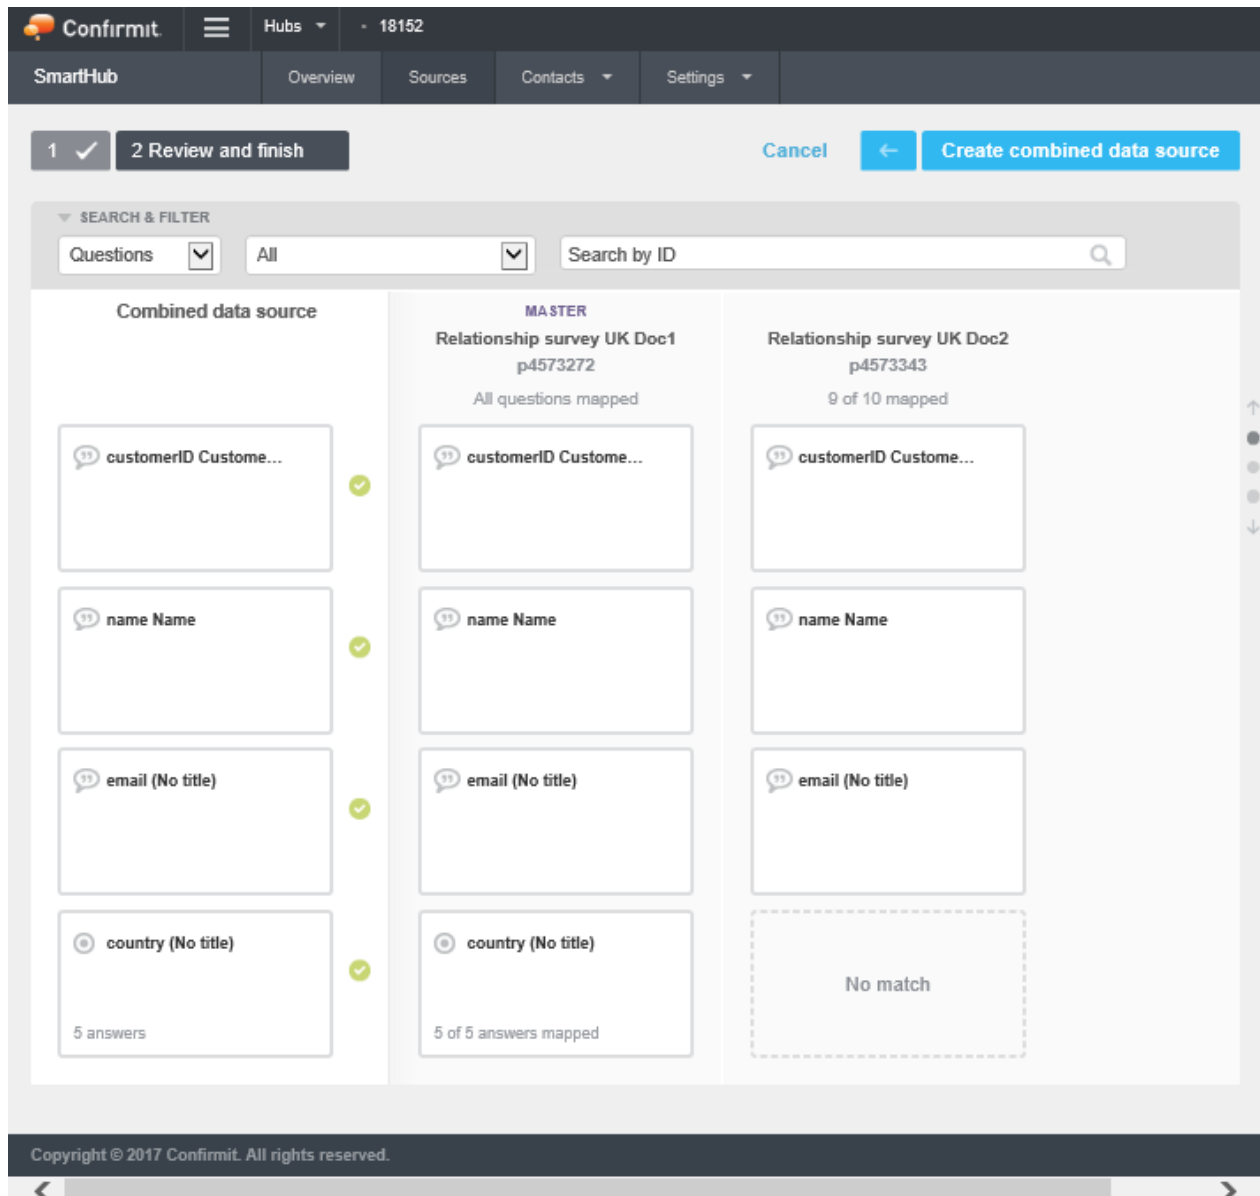 Confirmit.
Hubs
- 18152
SmartHub
Overview
Sources
Contacts
Settings
1
2 Review and finish
Cancel
Create combined data source
SEARCH & FILTER
Questions
All
Search by ID
Combined data source
MASTER
Relationship survey UK Doc1
p4573272
All questions mapped
Relationship survey UK Doc2
p4573343
9 of 10 mapped
customerID Custome...
customerID Custome...
customerID Custome...
name Name
name Name
name Name
email (No title)
email (No title)
email (No title)
country (No title)
5 answers
country (No title)
5 of 5 answers mapped
No match
Copyright © 2017 Confirmit. All rights reserved.